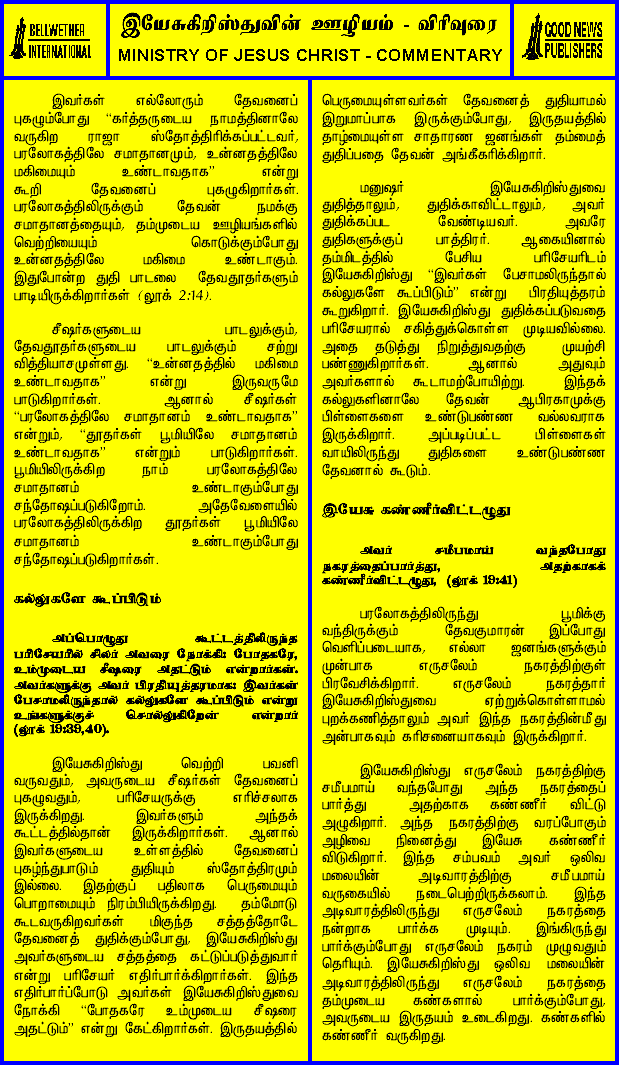 BELLWETHER
INTERNATIONAL
இயேசுகிறிஸ்துவின் ஊழியம் - விரிவுரை
MINISTRY OF JESUS CHRIST - COMMENTARY
GOOD NEWS
PUBLISHERS
இவர்கள் எல்லோரும் தேவனைப்
புகழும்போது “கர்த்தருடைய நாமத்தினாலே
வருகிற ராஜா ஸ்தோத்திரிக்கப்பட்டவர்,
பரலோகத்திலே சமாதானமும், உன்னதத்திலே
மகிமையும் உண்டாவதாக” என்று
கூறி தேவனைப் புகழுகிறார்கள்.
பரலோகத்திலிருக்கும் தேவன் நமக்கு
சமாதானத்தையும், தம்முடைய ஊழியங்களில்
வெற்றியையும் கொடுக்கும்போது
உன்னதத்திலே மகிமை உண்டாகும்.
இதுபோன்ற துதி பாடலை தேவதூதர்களும்
பாடியிருக்கிறார்கள் (லூக் 2:14).
சீஷர்களுடைய பாடலுக்கும்,
தேவதூதர்களுடைய பாடலுக்கும் சற்று
வித்தியாசமுள்ளது. “உன்னதத்தில் மகிமை
உண்டாவதாக” என்று இருவருமே
பாடுகிறார்கள். ஆனால் சீஷர்கள்
“பரலோகத்திலே சமாதானம் உண்டாவதாக”
என்றும், “தூதர்கள் பூமியிலே சமாதானம்
உண்டாவதாக” என்றும் பாடுகிறார்கள்.
பூமியிலிருக்கிற நாம் பரலோகத்திலே
சமாதானம் உண்டாகும்போது
சந்தோஷப்படுகிறோம். அதேவேளையில்
பரலோகத்திலிருக்கிற தூதர்கள் பூமியிலே
சமாதானம் உண்டாகும்போது
சந்தோஷப்படுகிறார்கள்.
கல்லுகளே கூப்பிடும்
அப்பொழுது கூட்டத்திலிருந்த
பரிசேயரில் சிலர் அவரை நோக்கி: போதகரே,
உம்முடைய சீஷரை அதட்டும் என்றார்கள்.
அவர்களுக்கு அவர் பிரதியுத்தரமாக: இவர்கள்
பேசாமலிருந்தால் கல்லுகளே கூப்பிடும் என்று
உங்களுக்குச் சொல்லுகிறேன் என்றார்
(லூக் 19:39,40).
இயேசுகிறிஸ்து வெற்றி பவனி
வருவதும், அவருடைய சீஷர்கள் தேவனைப்
புகழுவதும், பரிசேயருக்கு எரிச்சலாக
இருக்கிறது. இவர்களும் அந்தக்
கூட்டத்தில்தான் இருக்கிறார்கள். ஆனால்
இவர்களுடைய உள்ளத்தில் தேவனைப்
புகழ்ந்துபாடும் துதியும் ஸ்தோத்திரமும்
இல்லை. இதற்குப் பதிலாக பெருமையும்
பொறாமையும் நிரம்பியிருக்கிறது. தம்மோடு
கூடவருகிறவர்கள் மிகுந்த சத்தத்தோடே
தேவனைத் துதிக்கும்போது, இயேசுகிறிஸ்து
அவர்களுடைய சத்தத்தை கட்டுப்படுத்துவார்
என்று பரிசேயர் எதிர்பார்க்கிறார்கள். இந்த
எதிர்பார்ப்போடு அவர்கள் இயேசுகிறிஸ்துவை
நோக்கி “போதகரே உம்முடைய சீஷரை
அதட்டும்” என்று கேட்கிறார்கள். இருதயத்தில்
பெருமையுள்ளவர்கள் தேவனைத் துதியாமல்
இறுமாப்பாக இருக்கும்போது, இருதயத்தில்
தாழ்மையுள்ள சாதாரண ஜனங்கள் தம்மைத்
துதிப்பதை தேவன் அங்கீகரிக்கிறார்.
மனுஷர் இயேசுகிறிஸ்துவை
துதித்தாலும், துதிக்காவிட்டாலும், அவர்
துதிக்கப்பட வேண்டியவர். அவரே
துதிகளுக்குப் பாத்திரர். ஆகையினால்
தம்மிடத்தில் பேசிய பரிசேயரிடம்
இயேசுகிறிஸ்து “இவர்கள் பேசாமலிருந்தால்
கல்லுகளே கூப்பிடும்” என்று பிரதியுத்தரம்
கூறுகிறார். இயேசுகிறிஸ்து துதிக்கப்படுவதை
பரிசேயரால் சகித்துக்கொள்ள முடியவில்லை.
அதை தடுத்து நிறுத்துவதற்கு முயற்சி
பண்ணுகிறார்கள். ஆனால் அதுவும்
அவர்களால் கூடாமற்போயிற்று. இந்தக்
கல்லுகளினாலே தேவன் ஆபிரகாமுக்கு
பிள்ளைகளை உண்டுபண்ண வல்லவராக
இருக்கிறார். அப்படிப்பட்ட பிள்ளைகள்
வாயிலிருந்து துதிகளை உண்டுபண்ண
தேவனால் கூடும்.
இயேசு கண்ணீர்விட்டழுது
அவர் சமீபமாய் வந்தபோது
நகரத்தைப்பார்த்து, அதற்காகக்
கண்ணீர்விட்டழுது, (லூக் 19:41)
பரலோகத்திலிருந்து பூமிக்கு
வந்திருக்கும் தேவகுமாரன் இப்போது
வெளிப்படையாக, எல்லா ஜனங்களுக்கும்
முன்பாக எருசலேம் நகரத்திற்குள்
பிரவேசிக்கிறார். எருசலேம் நகரத்தார்
இயேசுகிறிஸ்துவை ஏற்றுக்கொள்ளாமல்
புறக்கணித்தாலும் அவர் இந்த நகரத்தின்மீது
அன்பாகவும் கரிசனையாகவும் இருக்கிறார்.
இயேசுகிறிஸ்து எருசலேம் நகரத்திற்கு
சமீபமாய் வந்தபோது அந்த நகரத்தைப்
பார்த்து அதற்காக கண்ணீர் விட்டு
அழுகிறார். அந்த நகரத்திற்கு வரப்போகும்
அழிவை நினைத்து இயேசு கண்ணீர்
விடுகிறார். இந்த சம்பவம் அவர் ஒலிவ
மலையின் அடிவாரத்திற்கு சமீபமாய்
வருகையில் நடைபெற்றிருக்கலாம். இந்த
அடிவாரத்திலிருந்து எருசலேம் நகரத்தை
நன்றாக பார்க்க முடியும். இங்கிருந்து
பார்க்கும்போது எருசலேம் நகரம் முழுவதும்
தெரியும். இயேசுகிறிஸ்து ஒலிவ மலையின்
அடிவாரத்திலிருந்து எருசலேம் நகரத்தை
தம்முடைய கண்களால் பார்க்கும்போது,
அவருடைய இருதயம் உடைகிறது. கண்களில்
கண்ணீர் வருகிறது.